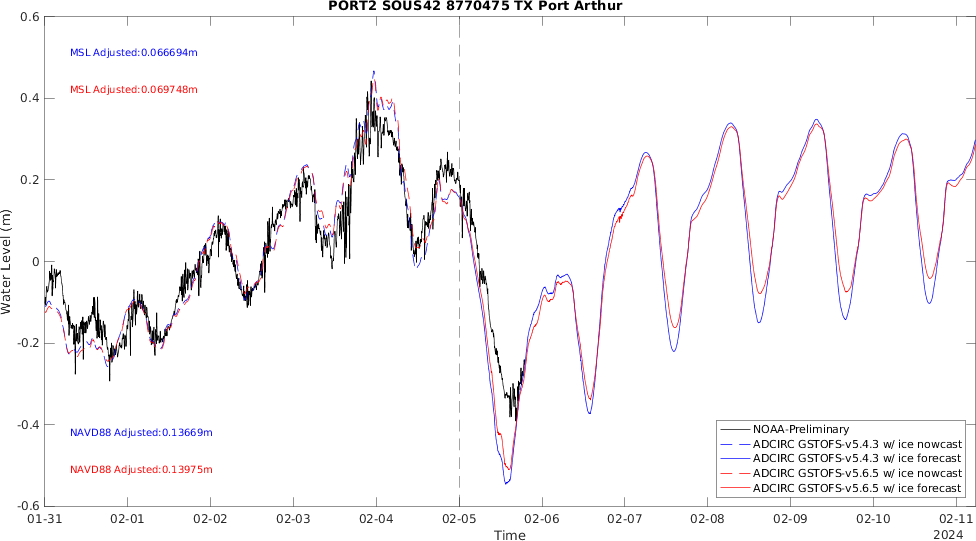 PORT2 SOUS42 8770475 TX Port Arthur
0.6
MSL Adjusted:0.066694m
0.4
MSL Adjusted:0.069748m
0.2
Water Level (m)
0
-0.2
-0.4
NAVD88 Adjusted:0.13669m
NAVD88 Adjusted:0.13975m
NOAA-Preliminary
ADCIRC GSTOFS-v5.4.3 w/ ice nowcast
ADCIRC GSTOFS-v5.4.3 w/ ice forecast
ADCIRC GSTOFS-v5.6.5 w/ ice nowcast
ADCIRC GSTOFS-v5.6.5 w/ ice forecast
-0.6
01-31 02-01 02-02 02-03 02-04 02-05 02-06 02-07 02-08 02-09 02-10 02-11
Time
2024